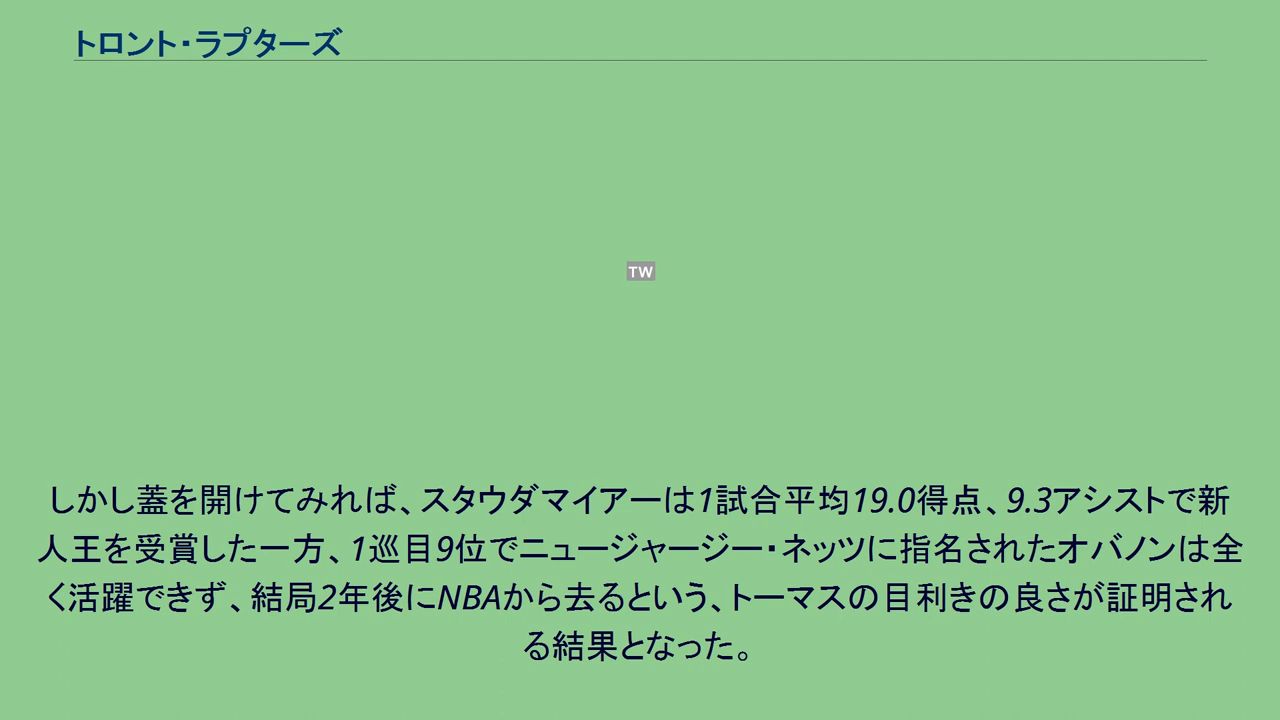 トロント・ラプターズ
TW
しかし蓋を開けてみれば、スタウダマイアーは1試合平均19.0得点、9.3アシストで新
人王を受賞した一方、1巡目9位でニュージャージー・ネッツに指名されたオバノンは全
く活躍できず、結局2年後にNBAから去るという、トーマスの目利きの良さが証明され
る結果となった。